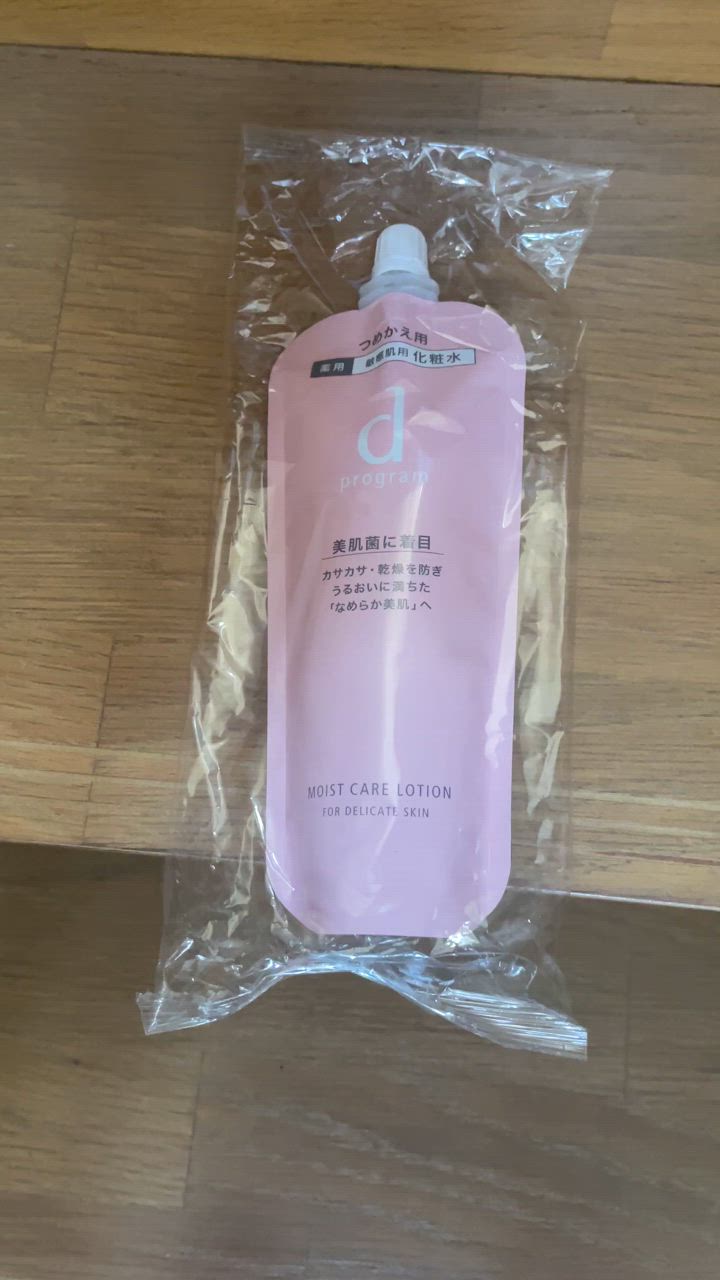 つめかえ用
薬用 敏感肌用 化粧水
d
program
美肌菌に着目
カサカサ・乾燥を防ぎ
うるおいに満ちた
「なめらか美肌」へ
MOIST CARE LOTION
FOR DELICATE SKIN